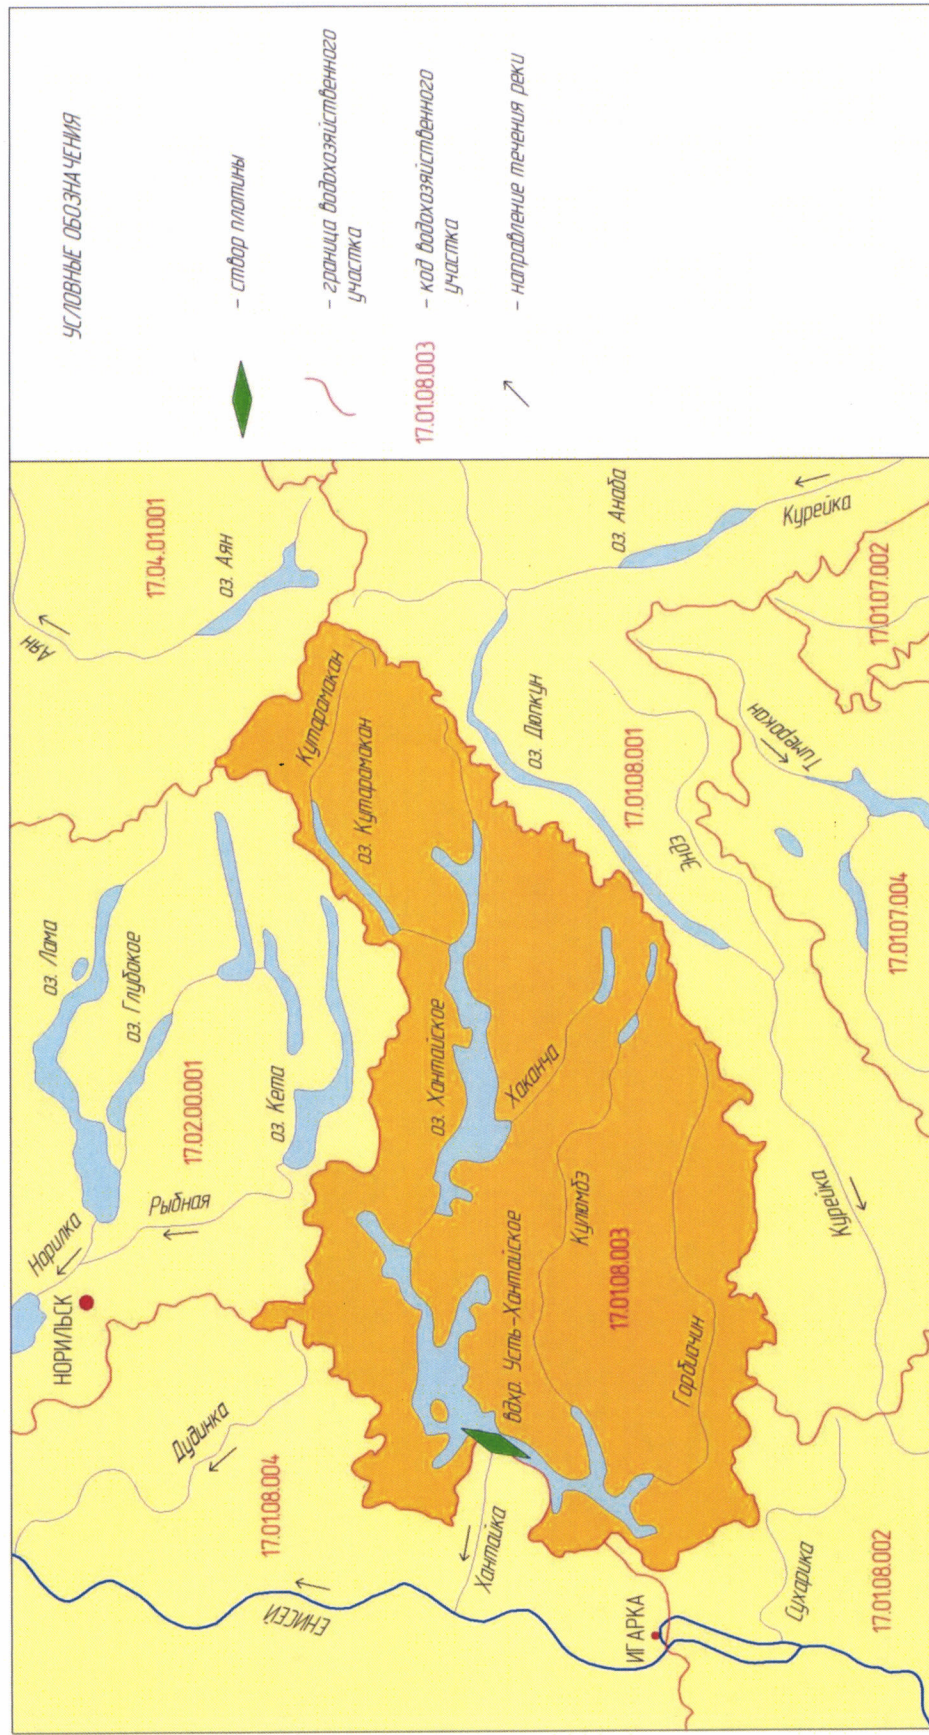 УСЛОВНЫЕ ОБОЗНАЧЕНИЯ
- створ плотины
- граница водохозяйственного
участка
17.01.08.003
- код водохозяйственного
участка
- направление течения реки
НОРИЛЬСК
Норилка
Рыбная
оз. Лама
оз. Глубокое
17.02.00.001
оз. Кета
Аян
17.04.01.001
оз. Аян
Дудинка
17.01.08.004
ЕНИСЕЙ
Хантайка
вдхр. Усть-Хантайское
оз. Хантайское
оз. Кутарамакан
Кутарамакан
Хаканча
Кулюмбэ
17.01.08.003
Горбиачин
ИГАРКА
Сухарика
17.01.08.002
Курейка
оз. Дюпкун
17.01.08.001
Эндэ
оз. Анаба
Курейка
Тимерокан
17.01.07.002
17.01.07.004